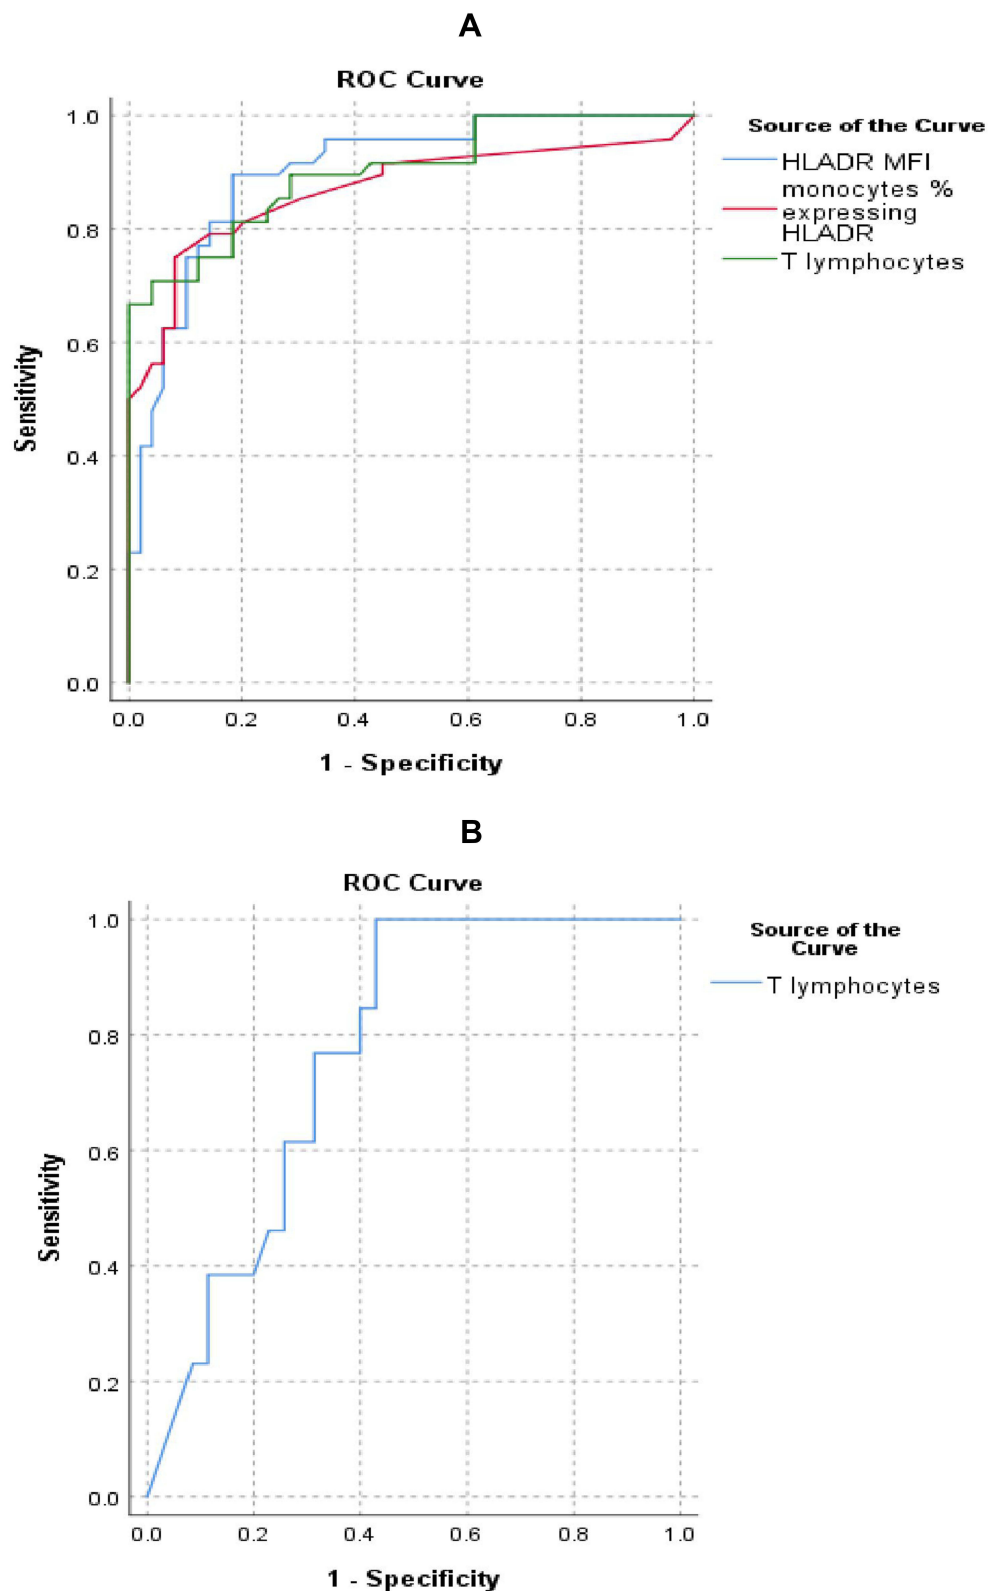 A
ROC Curve
Source of the Curve
HLADR MFI
monocytes %
expressing
HLADR
T lymphocytes
1.0
0.8
0.6
0.4
0.2
0.0
Sensitivity
0.0 0.2 0.4 0.6 0.8 1.0
1 - Specificity
B
ROC Curve
Source of the
Curve
T lymphocytes
1.0
0.8
0.6
0.4
0.2
0.0
Sensitivity
0.0 0.2 0.4 0.6 0.8 1.0
1 - Specificity